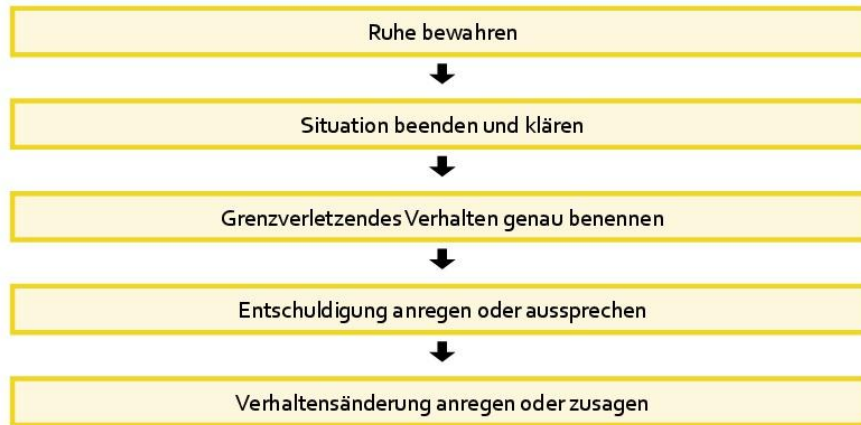 Ruhe bewahren
Situation beenden und klären
Grenzverletzendes Verhalten genau benennen
Entschuldigung anregen oder aussprechen
Verhaltensänderung anregen oder zusagen